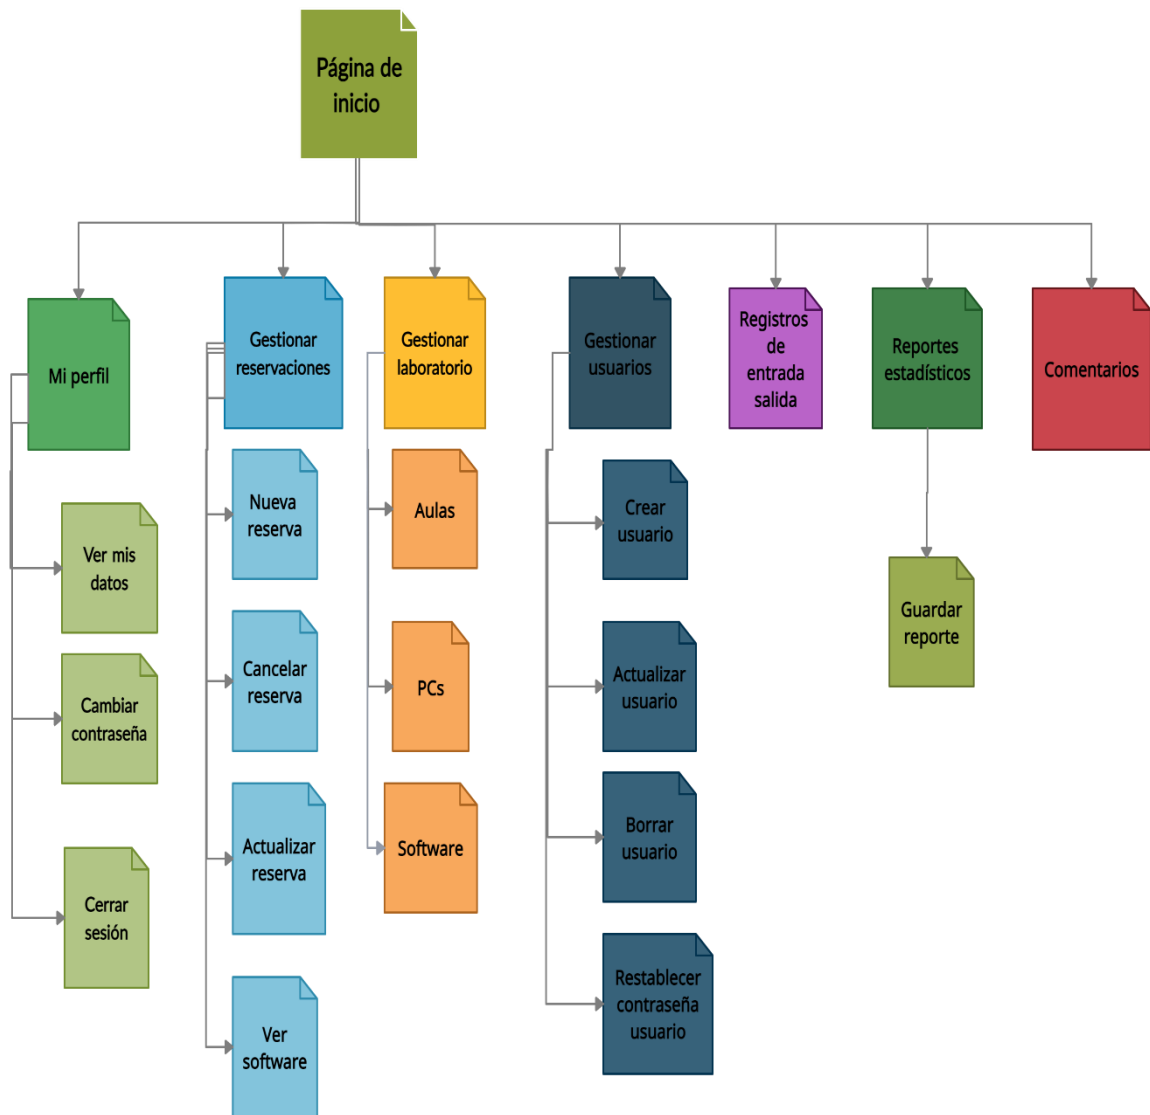 Página de
inicio
Mi perfil
Gestionar
reservaciones
Gestionar
laboratorio
Gestionar
usuarios
Registros
de
entrada
salida
Reportes
estadísticos
Comentarios
Ver mis
datos
Cambiar
contraseña
Cerrar
sesión
Nueva
reserva
Cancelar
reserva
Actualizar
reserva
Ver
software
Aulas
PCs
Software
Crear
usuario
Actualizar
usuario
Borrar
usuario
Restablecer
contraseña
usuario
Guardar
reporte